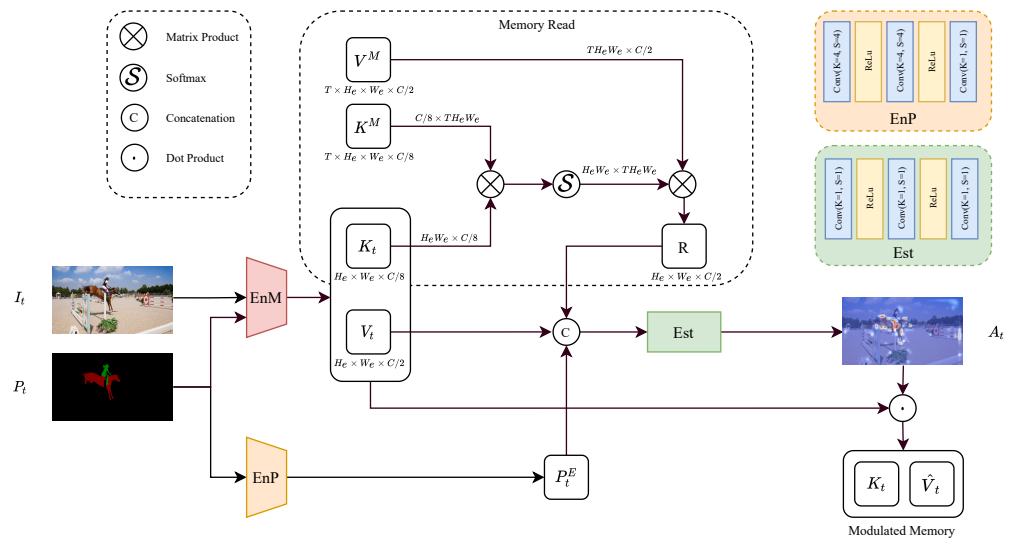 Matrix Product
S
Softmax
C
Concatenation
Dot Product
Memory Read
V^M
T × H_e × W_e × C/2
TH_eW_e × C/2
K^M
T × H_e × W_e × C/8
C/8 × TH_eW_e
S
H_eW_e × TH_eW_e
K_t
H_e × W_e × C/8
H_eW_e × C/8
R
H_e × W_e × C/2
V_t
H_e × W_e × C/2
I_t
P_t
EnM
EnP
C
P_t^E
Est
A_t
K_t
V̂_t
Modulated Memory
Conv(K=4, S=4)
ReLu
Conv(K=4, S=4)
ReLu
Conv(K=1, S=1)
EnP
Conv(K=1, S=1)
ReLu
Conv(K=1, S=1)
ReLu
Conv(K=1, S=1)
Est